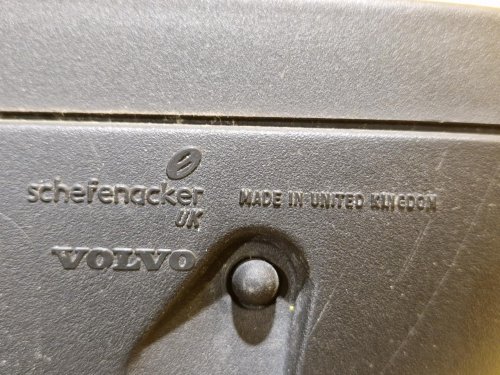 schefenacker
UK
MADE IN UNITED KINGDOM
VOLVO